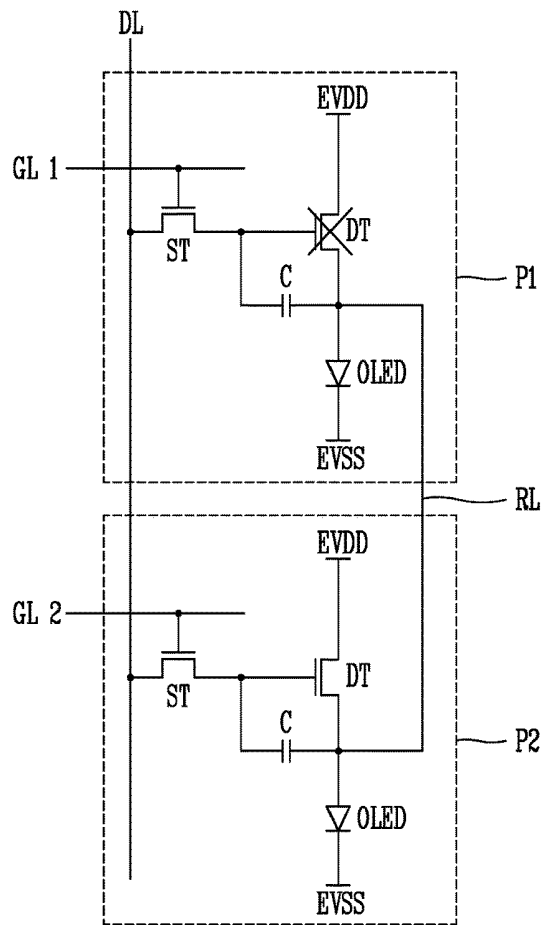 DL
EVDD
GL 1
DT
ST
C
P1
OLED
EVSS
RL
EVDD
GL 2
DT
ST
C
P2
OLED
EVSS